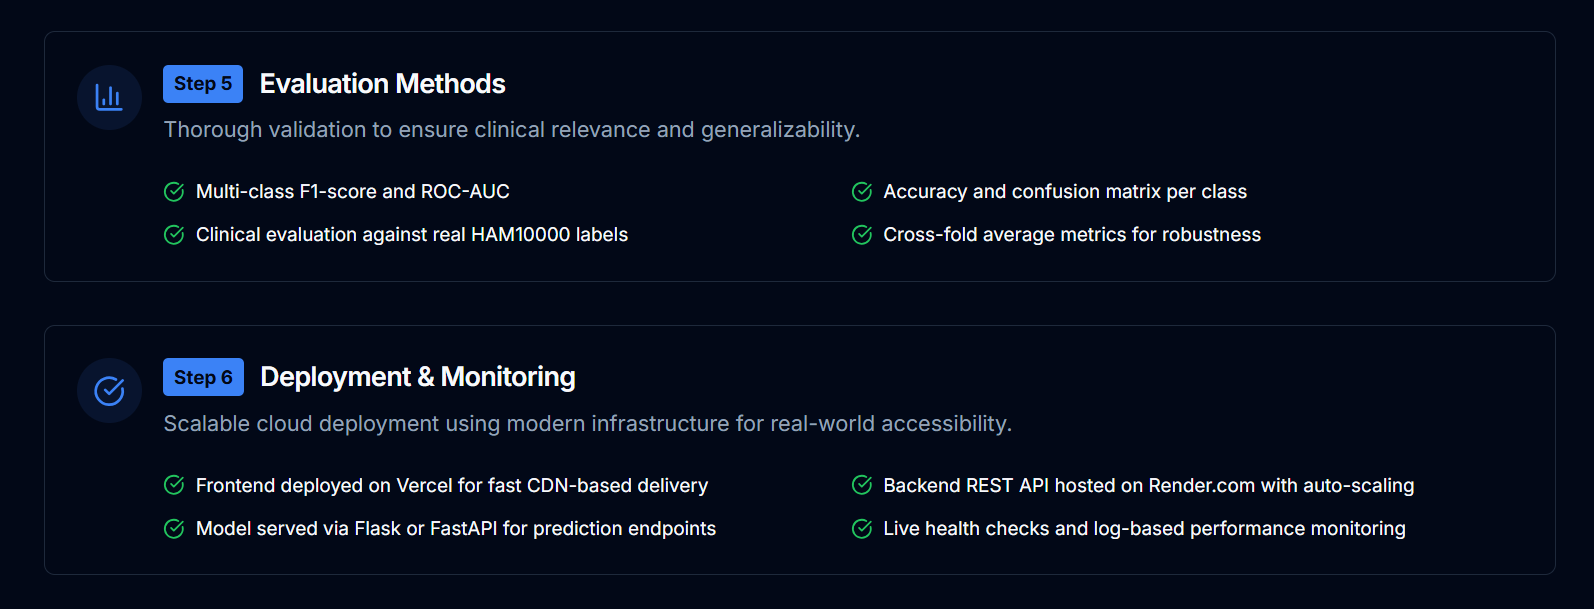 Step 5 Evaluation Methods
Thorough validation to ensure clinical relevance and generalizability.
Multi-class F1-score and ROC-AUC
Accuracy and confusion matrix per class
Clinical evaluation against real HAM10000 labels
Cross-fold average metrics for robustness
Step 6 Deployment & Monitoring
Scalable cloud deployment using modern infrastructure for real-world accessibility.
Frontend deployed on Vercel for fast CDN-based delivery
Backend REST API hosted on Render.com with auto-scaling
Model served via Flask or FastAPI for prediction endpoints
Live health checks and log-based performance monitoring